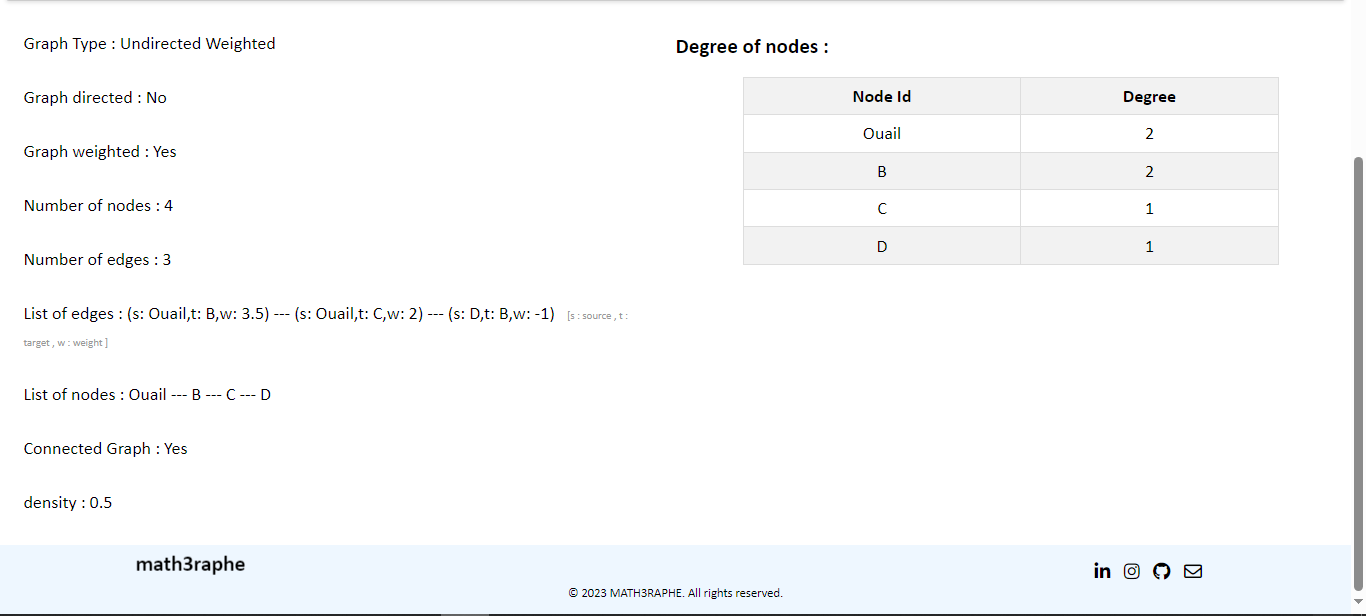 Graph Type : Undirected Weighted
Graph directed : No
Graph weighted : Yes
Number of nodes : 4
Number of edges : 3
List of edges : (s: Ouail,t: B,w: 3.5) --- (s: Ouail,t: C,w: 2) --- (s: D,t: B,w: -1) [s : source , t :
target , w : weight ]
List of nodes : Ouail --- B --- C --- D
Connected Graph : Yes
density : 0.5
Degree of nodes :
Node Id Degree
Ouail 2
B 2
C 1
D 1
math3raphe
© 2023 MATH3RAPHE. All rights reserved.